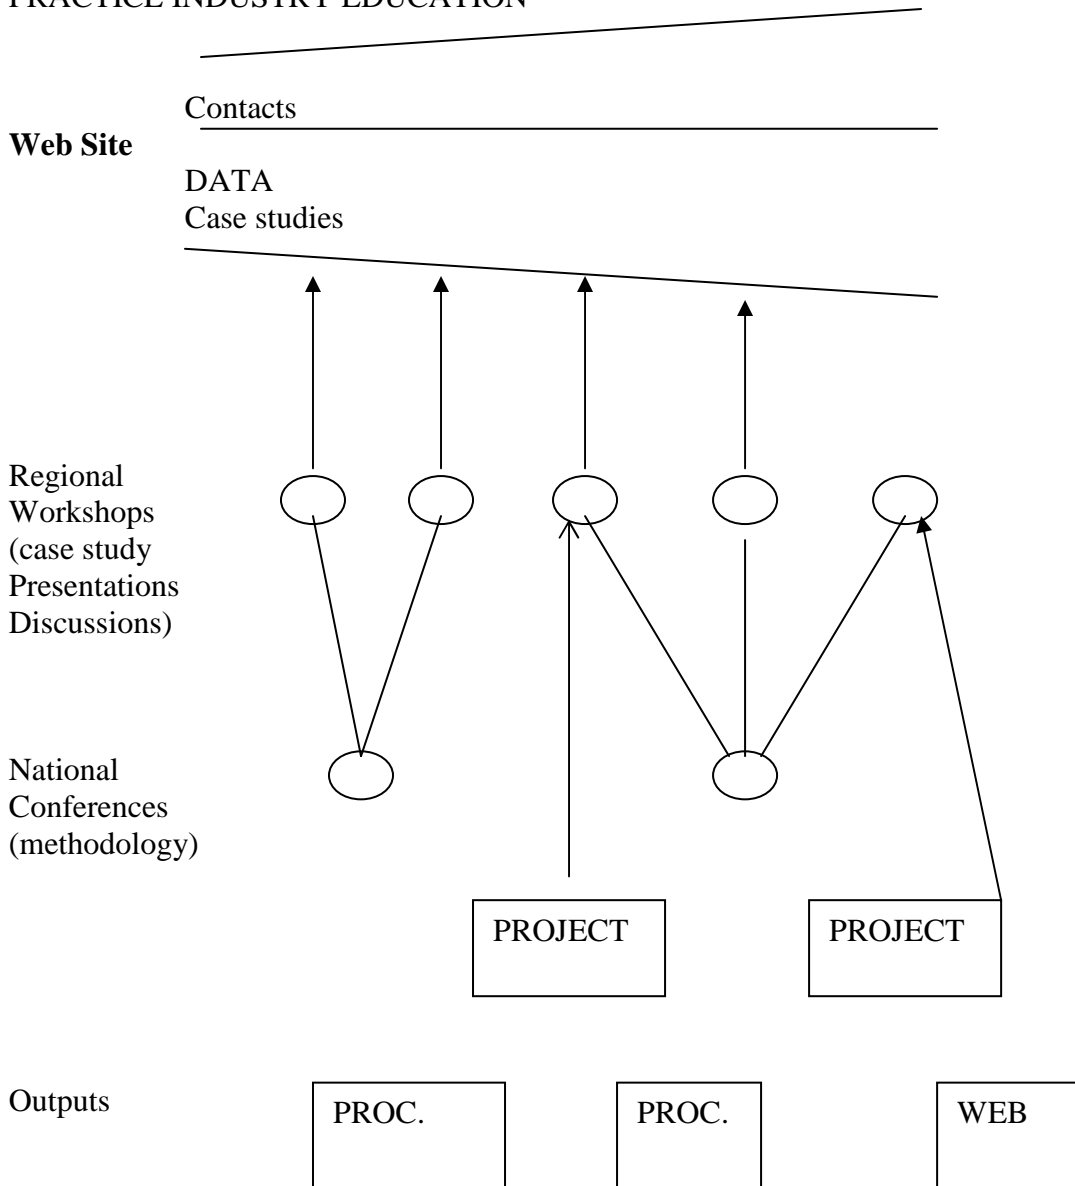 PRACTICE INDUSTRY EDUCATION
Contacts
Web Site
DATA
Case studies
Regional
Workshops
(case study
Presentations
Discussions)
National
Conferences
(methodology)
PROJECT
PROJECT
Outputs
PROC.
PROC.
WEB